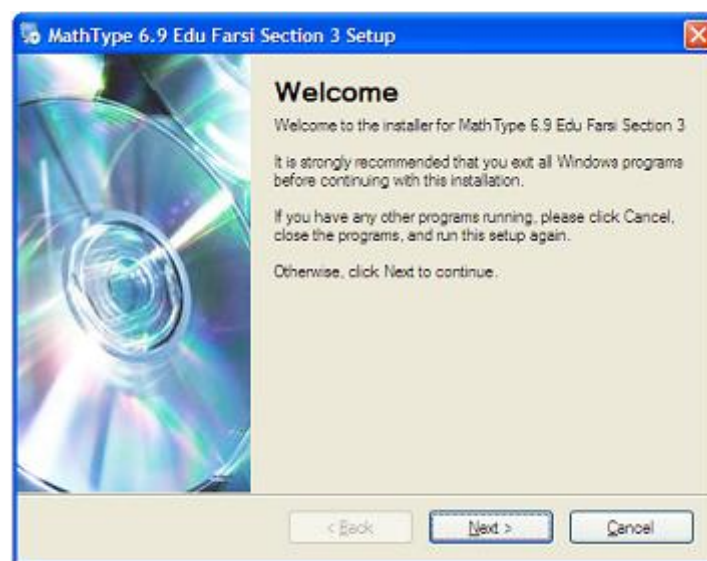 MathType 6.9 Edu Farsi Section 3 Setup
Welcome
Welcome to the installer for MathType 6.9 Edu Farsi Section 3
It is strongly recommended that you exit all Windows programs
before continuing with this installation.
If you have any other programs running, please click Cancel,
close the programs, and run this setup again.
Otherwise, click Next to continue.
< Back Next > Cancel